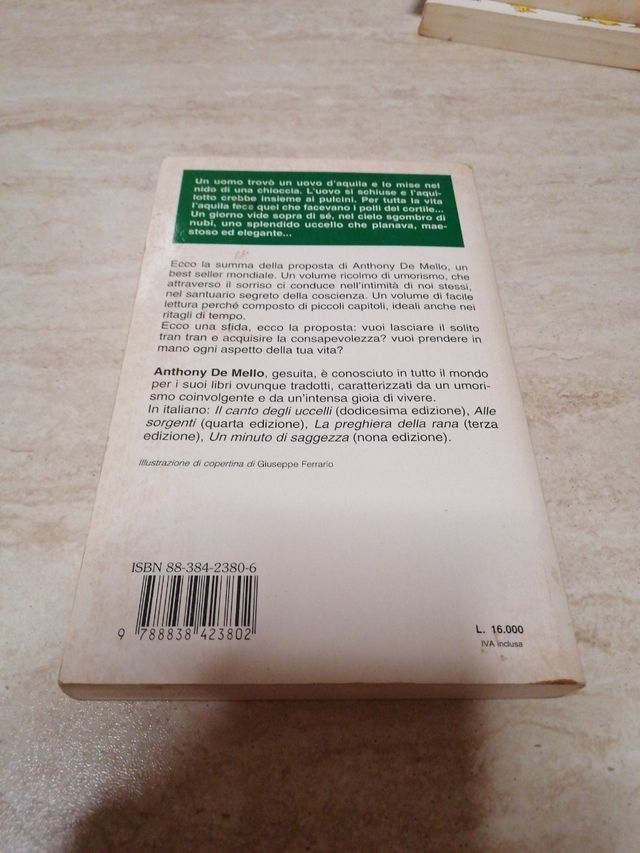 Un uomo trovò un uovo d'aquila e lo mise nel
nido di una chioccia. L'uovo si schiuse e l'aqui-
lotto crebbe insieme ai pulcini. Per tutta la vita
l'aquila fece quel che facevano i polli del cortile...
Un giorno vide sopra di sé, nel cielo sgombro di
nubi, uno splendido uccello che planava, mae-
stoso ed elegante...
Ecco la summa della proposta di Anthony De Mello, un
best seller mondiale. Un volume ricolmo di umorismo, che
attraverso il sorriso ci conduce nell'intimità di noi stessi,
nel santuario segreto della coscienza. Un volume di facile
lettura perché composto di piccoli capitoli, ideali anche nei
ritagli di tempo.
Ecco una sfida, ecco la proposta: vuoi lasciare il solito
tran tran e acquisire la consapevolezza? vuoi prendere in
mano ogni aspetto della tua vita?
Anthony De Mello, gesuita, è conosciuto in tutto il mondo
per i suoi libri ovunque tradotti, caratterizzati da un umori-
smo coinvolgente e da un'intensa gioia di vivere.
In italiano: Il canto degli uccelli (dodicesima edizione), Alle
sorgenti (quarta edizione), La preghiera della rana (terza
edizione), Un minuto di saggezza (nona edizione).
Illustrazione di copertina di Giuseppe Ferrario
ISBN 88-384-2380-6
9 788838 423802
L. 16.000
IVA inclusa